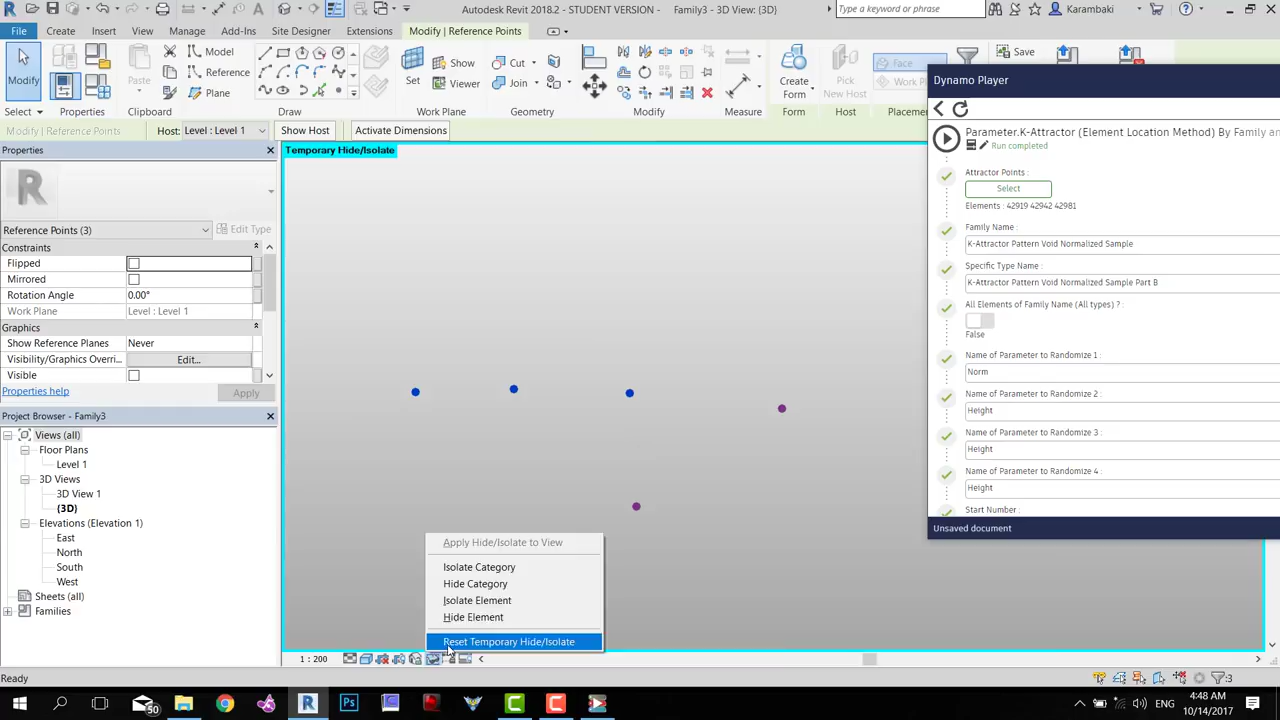 Autodesk Revit 2018.2 - STUDENT VERSION - Family3 - 3D View: {3D}
Type a keyword or phrase
Karambaki
File
Create
Insert
View
Manage
Add-Ins
Site Designer
Extensions
Modify | Reference Points
Modify
Paste
Model
Reference
Plane
Set
Show
Viewer
Cut
Join
Create
Form
Pick
New Host
Face
Work Pl
Save
Select
Properties
Clipboard
Draw
Work Plane
Geometry
Modify
Measure
Form
Host
Placemen
Modify | Reference Points
Host:
Level : Level 1
Show Host
Activate Dimensions
Properties
Reference Points (3)
Edit Type
Constraints
Flipped
Mirrored
Rotation Angle
0.00°
Work Plane
Level : Level 1
Graphics
Show Reference Planes
Never
Visibility/Graphics Overri...
Edit...
Visible
Properties help
Apply
Project Browser - Family3
Views (all)
Floor Plans
Level 1
3D Views
3D View 1
{3D}
Elevations (Elevation 1)
East
North
South
West
Sheets (all)
Families
Temporary Hide/Isolate
Apply Hide/Isolate to View
Isolate Category
Hide Category
Isolate Element
Hide Element
Reset Temporary Hide/Isolate
1 : 200
Dynamo Player
Parameter.K-Attractor (Element Location Method) By Family an
Run completed
Attractor Points :
Select
Elements : 42919 42942 42981
Family Name :
K-Attractor Pattern Void Normalized Sample
Specific Type Name :
K-Attractor Pattern Void Normalized Sample Part B
All Elements of Family Name (All types) ? :
False
Name of Parameter to Randomize 1 :
Norm
Name of Parameter to Randomize 2 :
Height
Name of Parameter to Randomize 3 :
Height
Name of Parameter to Randomize 4 :
Height
Start Number :
Unsaved document
Ready
:3
50
ENG
4:48 AM
10/14/2017